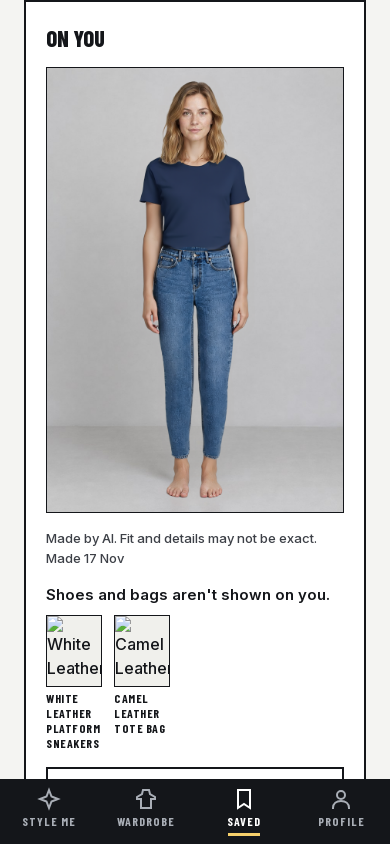 ON YOU
Made by AI. Fit and details may not be exact.
Made 17 Nov
Shoes and bags aren't shown on you.
White
Leather
Camel
Leather
WHITE
LEATHER
PLATFORM
SNEAKERS
CAMEL
LEATHER
TOTE BAG
STYLE ME
WARDROBE
SAVED
PROFILE